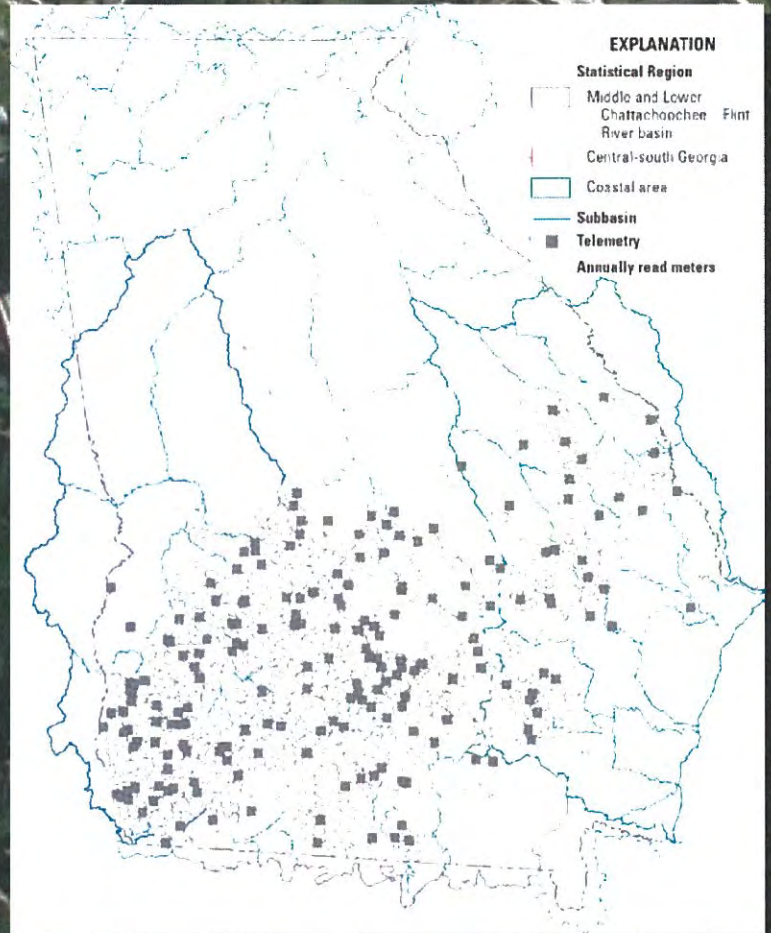 EXPLANATION
Statistical Region
Middle and Lower
Chattachoochee Flint
River basin
Central-south Georgia
Coastal area
Subbasin
Telemetry
Annually read meters